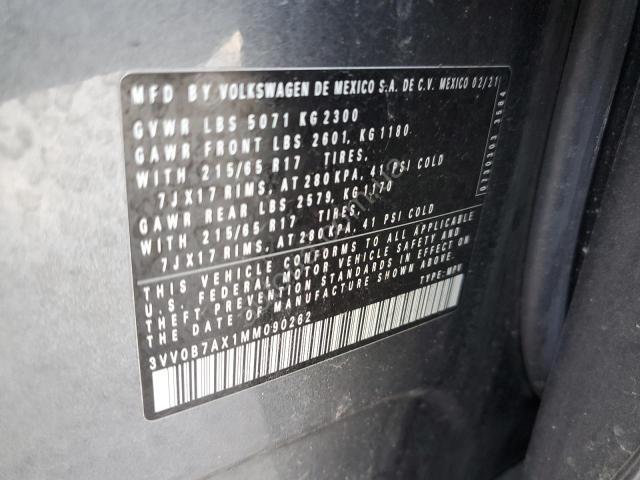 MFD BY VOLKSWAGEN DE MEXICO S.A. DE C.V. MEXICO 02/21
GVWR LBS 5071 KG 2300
GAWR FRONT LBS 2601, KG 1180
WITH 215/65 R17 TIRES,
7JX17 RIMS, AT 280 KPA, 41 PSI COLD
GAWR REAR LBS 2579, KG 1170
WITH 215/65 R17 TIRES,
7JX17 RIMS, AT 280 KPA, 41 PSI COLD
THIS VEHICLE CONFORMS TO ALL APPLICABLE
U.S. FEDERAL MOTOR VEHICLE SAFETY AND
THEFT PREVENTION STANDARDS IN EFFECT ON
THE DATE OF MANUFACTURE SHOWN ABOVE.
TYPE: MPV
3VV0B7AX1MM090262